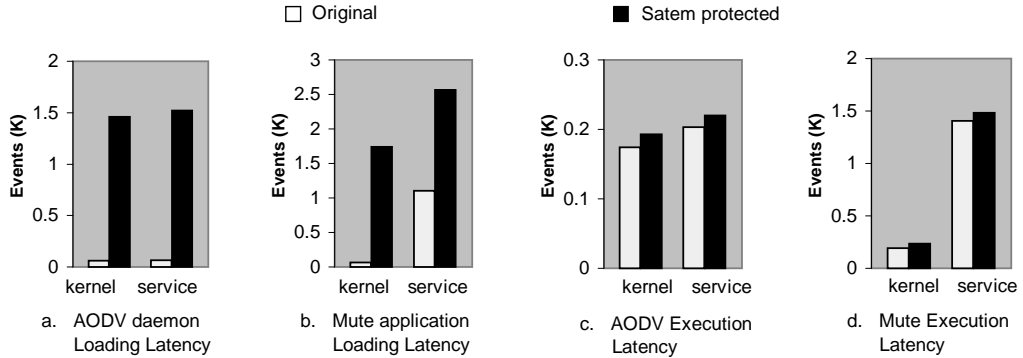 Original
Satem protected
Events (K)
2
1.5
1
0.5
0
kernel service
a. AODV daemon
Loading Latency
Events (K)
3
2.5
2
1.5
1
0.5
0
kernel service
b. Mute application
Loading Latency
Events (K)
0.3
0.2
0.1
0
kernel service
c. AODV Execution
Latency
Events (K)
2
1.5
1
0.5
0
kernel service
d. Mute Execution
Latency